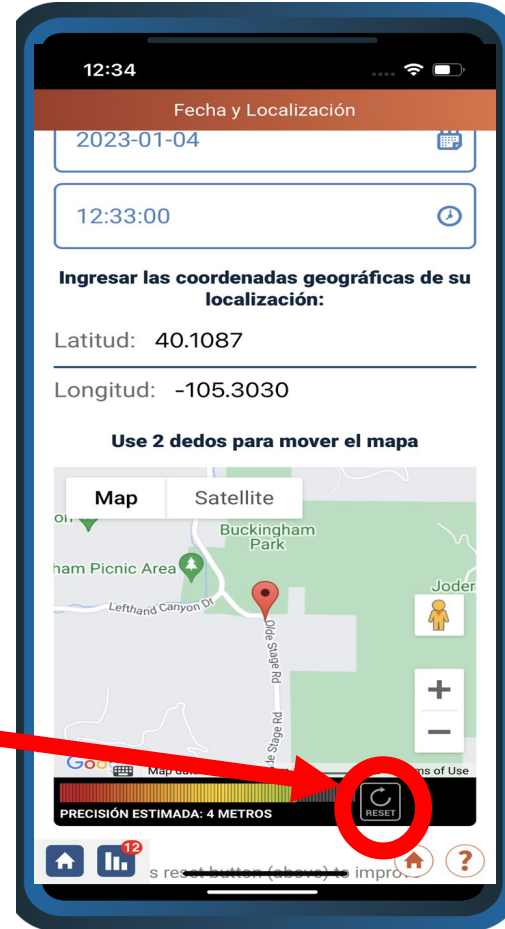 12:34
Fecha y Localización
2023-01-04
12:33:00
Ingresar las coordenadas geográficas de su
localización:
Latitud: 40.1087
Longitud: -105.3030
Use 2 dedos para mover el mapa
Map Satellite
Buckingham
Park
ham Picnic Area
Joder
Lefthand Canyon Dr
Olde Stage Rd
Stage Rd
Map
ms of Use
PRECISIÓN ESTIMADA: 4 METROS
RESET
12
s reset button (above) to improve
?